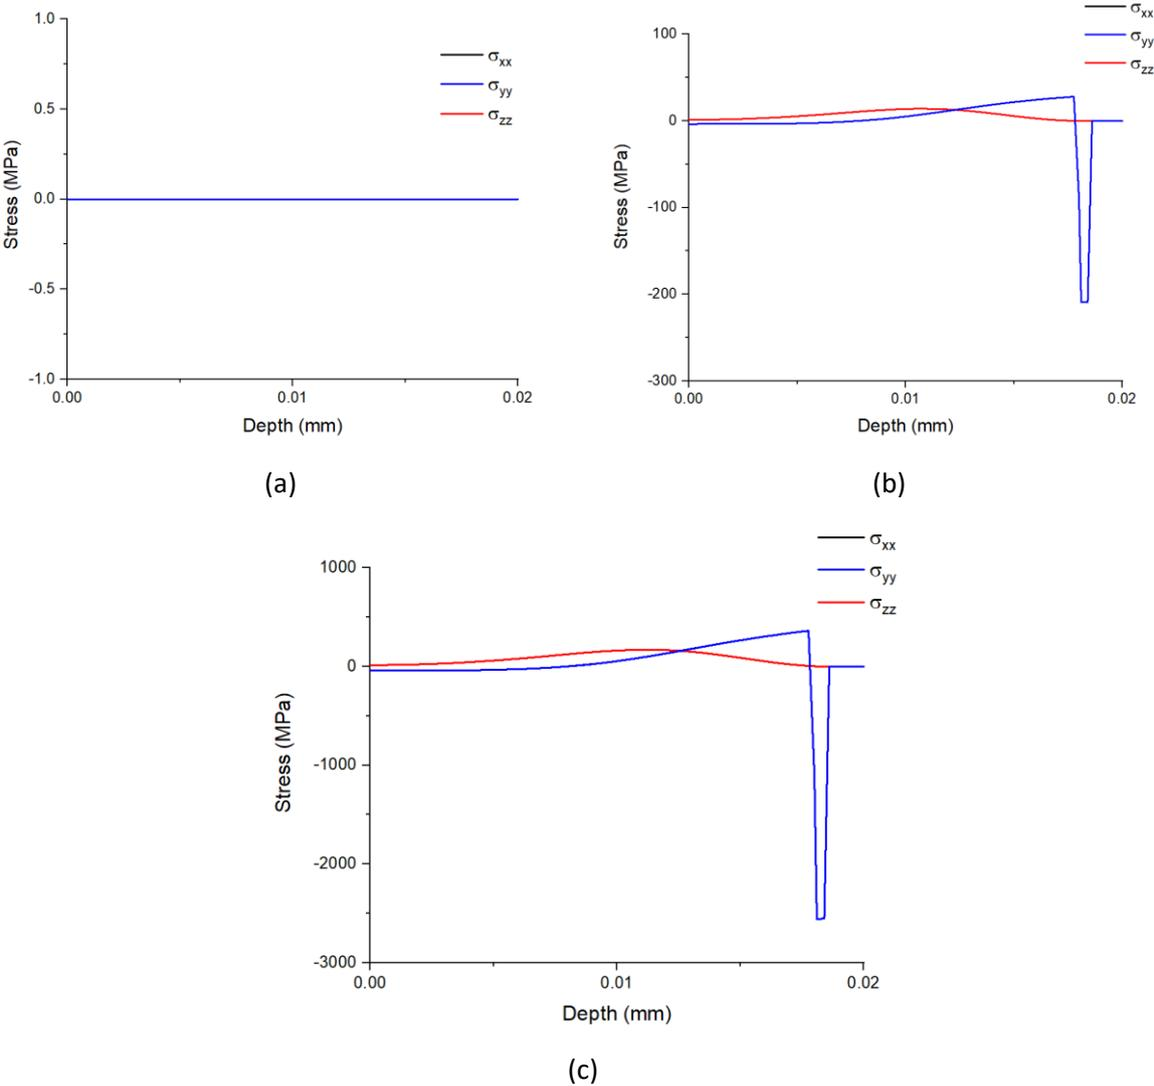 1.0
0.5
0.0
-0.5
-1.0
Stress (MPa)
σxx
σyy
σzz
0.00 0.01 0.02
Depth (mm)
(a)
100
0
-100
-200
-300
Stress (MPa)
σxx
σyy
σzz
0.00 0.01 0.02
Depth (mm)
(b)
1000
0
-1000
-2000
-3000
Stress (MPa)
σxx
σyy
σzz
0.00 0.01 0.02
Depth (mm)
(c)